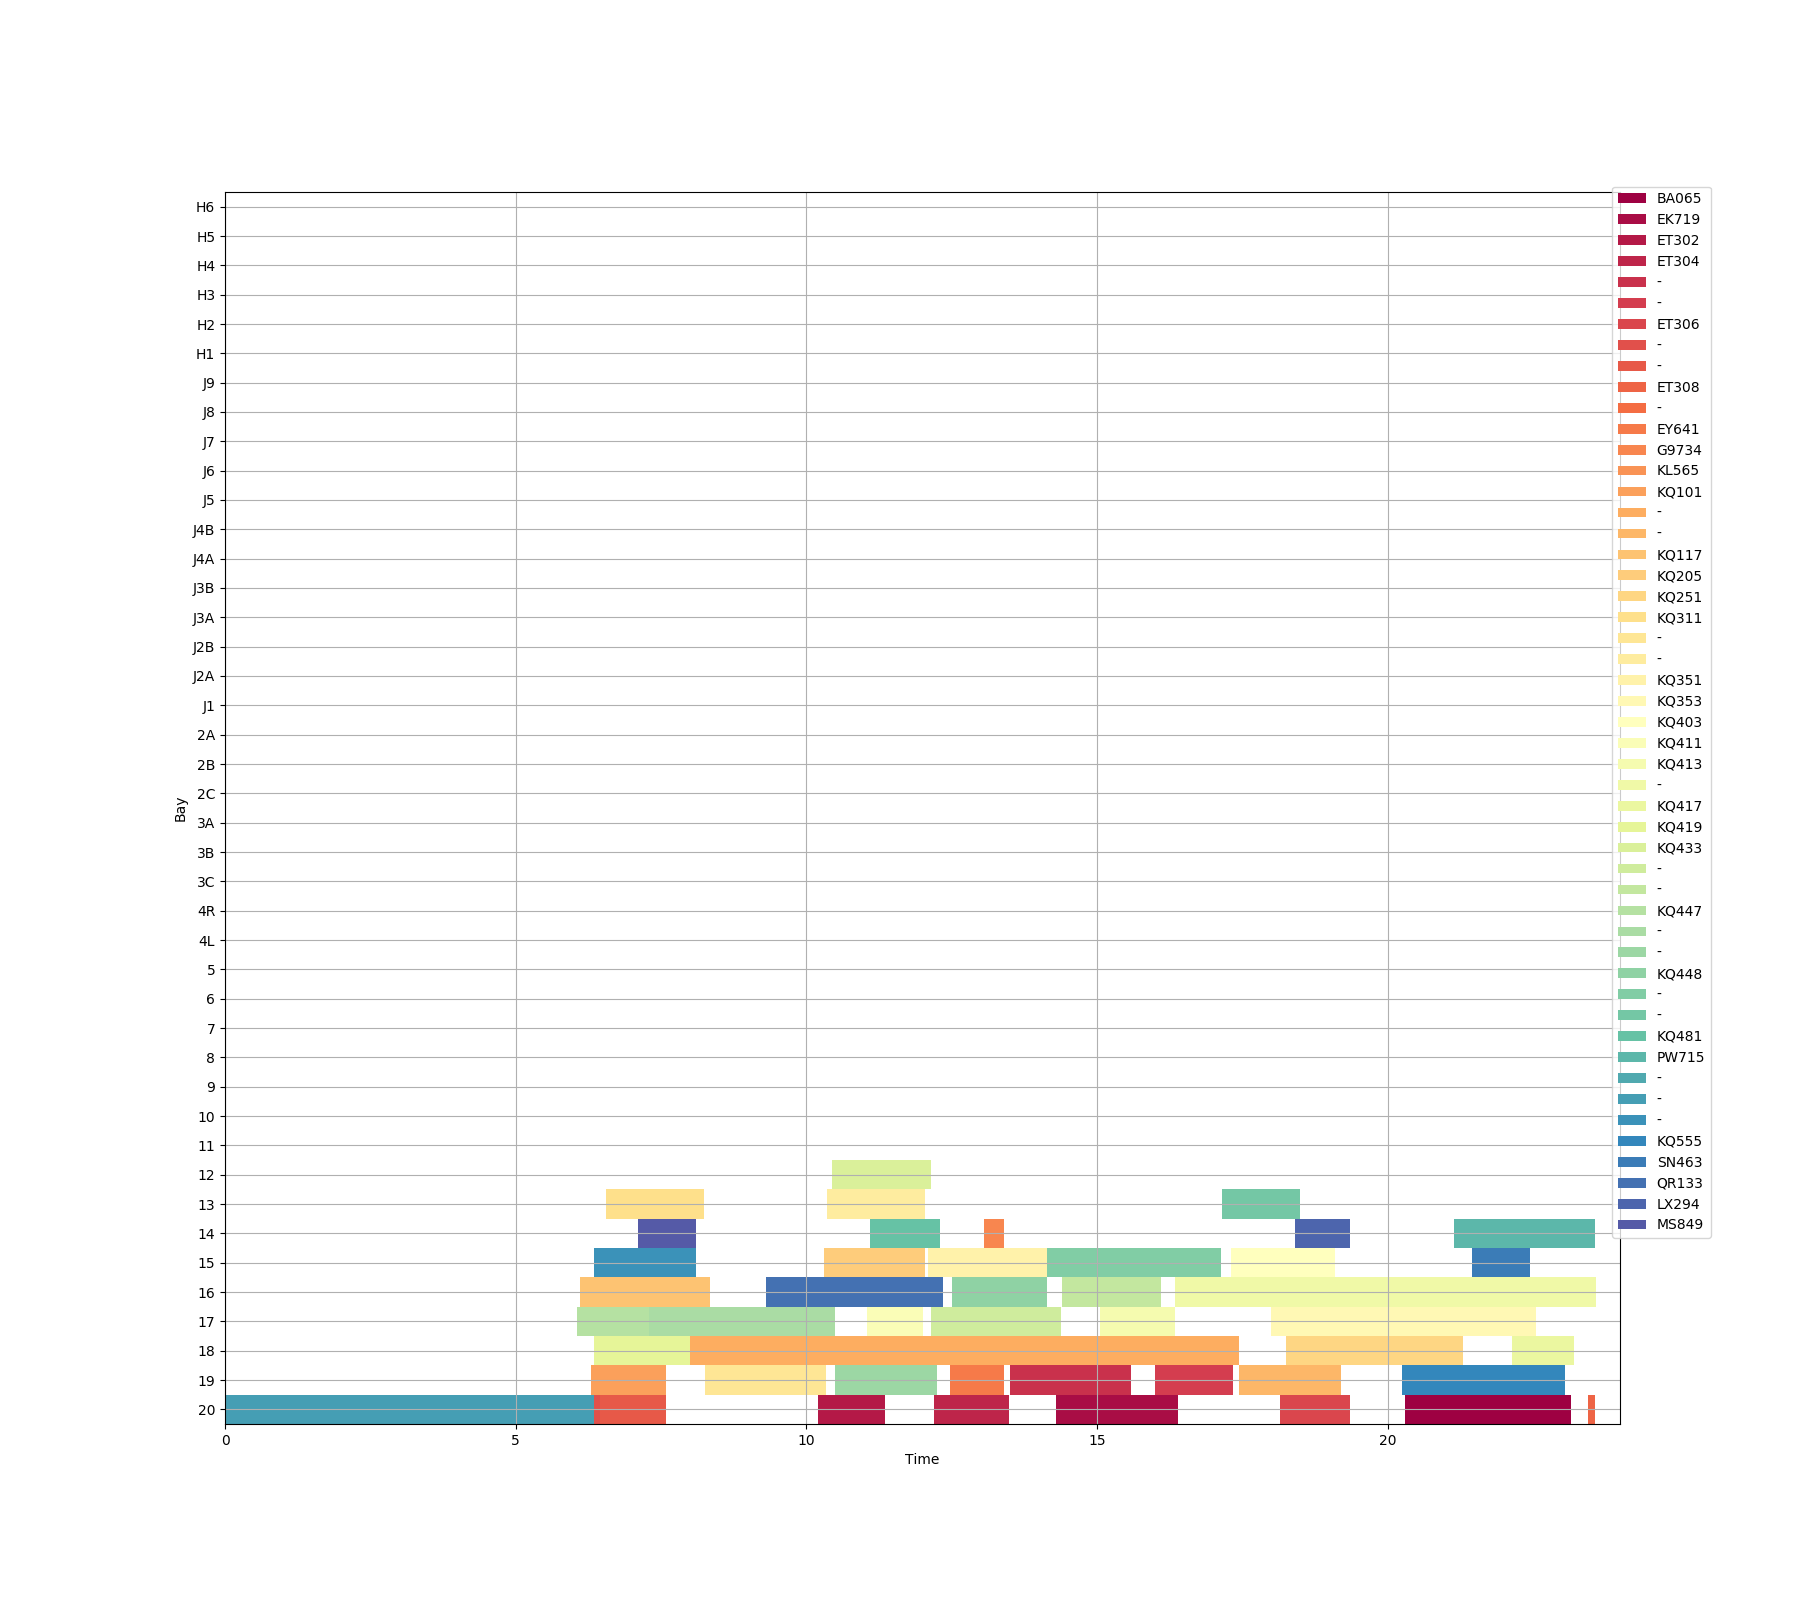 H6
H5
H4
H3
H2
H1
J9
J8
J7
J6
J5
J4B
J4A
J3B
J3A
J2B
J2A
J1
2A
2B
2C
3A
3B
3C
4R
4L
5
6
7
8
9
10
11
12
13
14
15
16
17
18
19
20
Bay
0 5 10 15 20
Time
BA065
EK719
ET302
ET304
-
-
ET306
-
-
ET308
-
EY641
G9734
KL565
KQ101
-
-
KQ117
KQ205
KQ251
KQ311
-
-
KQ351
KQ353
KQ403
KQ411
KQ413
-
KQ417
KQ419
KQ433
-
-
KQ447
-
-
KQ448
-
-
KQ481
PW715
-
-
-
KQ555
SN463
QR133
LX294
MS849